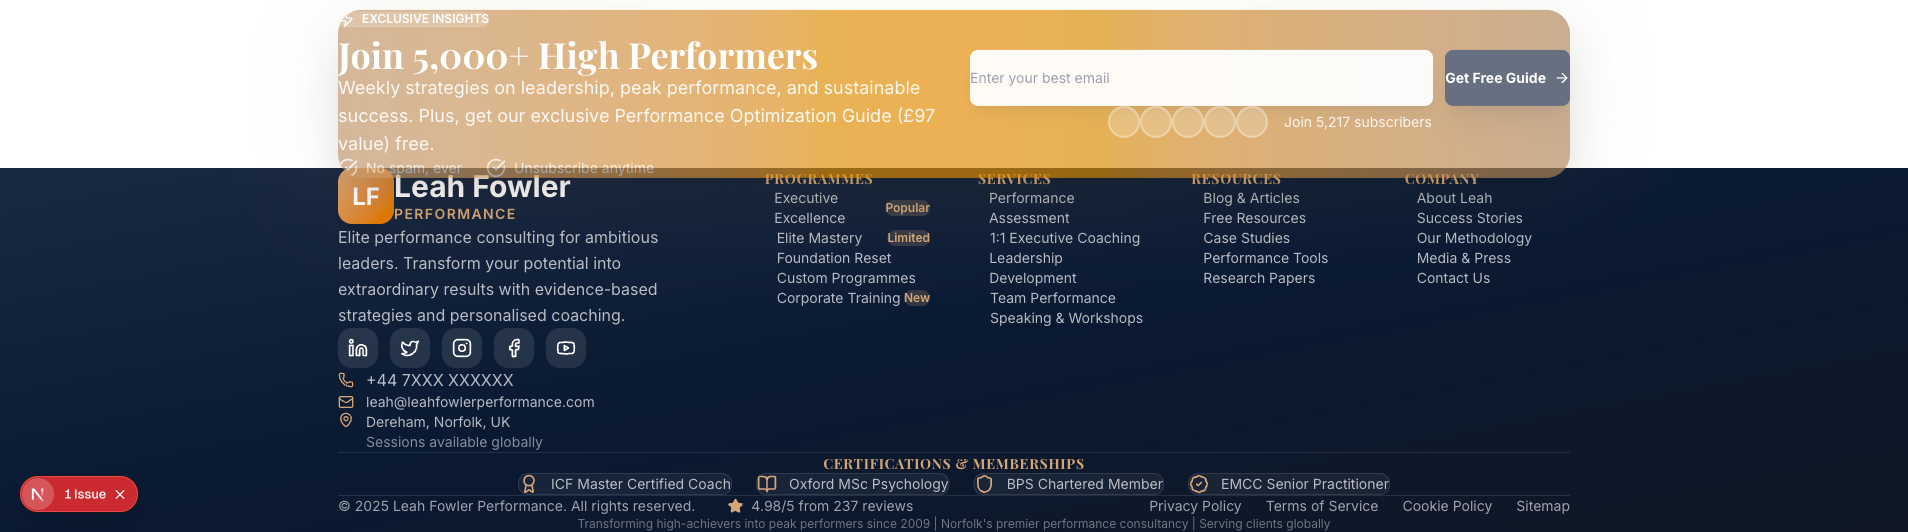 EXCLUSIVE INSIGHTS
Join 5,000+ High Performers
Weekly strategies on leadership, peak performance, and sustainable
success. Plus, get our exclusive Performance Optimization Guide (£97
value) free.
No spam, ever
Unsubscribe anytime
Enter your best email
Get Free Guide
Join 5,217 subscribers
LF
Leah Fowler
PERFORMANCE
Elite performance consulting for ambitious
leaders. Transform your potential into
extraordinary results with evidence-based
strategies and personalised coaching.
+44 7XXX XXXXXX
leah@leahfowlerperformance.com
Dereham, Norfolk, UK
Sessions available globally
PROGRAMMES
Executive
Excellence
Popular
Elite Mastery
Limited
Foundation Reset
Custom Programmes
Corporate Training
New
SERVICES
Performance
Assessment
1:1 Executive Coaching
Leadership
Development
Team Performance
Speaking & Workshops
RESOURCES
Blog & Articles
Free Resources
Case Studies
Performance Tools
Research Papers
COMPANY
About Leah
Success Stories
Our Methodology
Media & Press
Contact Us
CERTIFICATIONS & MEMBERSHIPS
ICF Master Certified Coach
Oxford MSc Psychology
BPS Chartered Member
EMCC Senior Practitioner
© 2025 Leah Fowler Performance. All rights reserved.
4.98/5 from 237 reviews
Privacy Policy
Terms of Service
Cookie Policy
Sitemap
Transforming high-achievers into peak performers since 2009 | Norfolk's premier performance consultancy | Serving clients globally
N
1 Issue